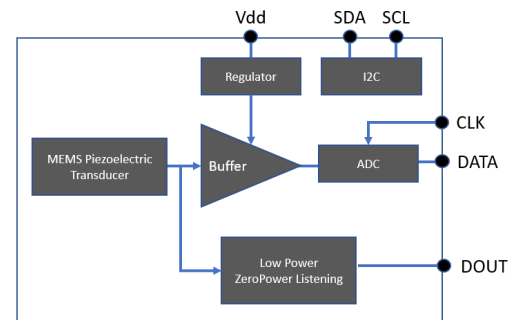 Vdd SDA SCL
Regulator I2C
CLK
MEMS Piezoelectric
Transducer
Buffer
ADC
DATA
Low Power
ZeroPower Listening
DOUT